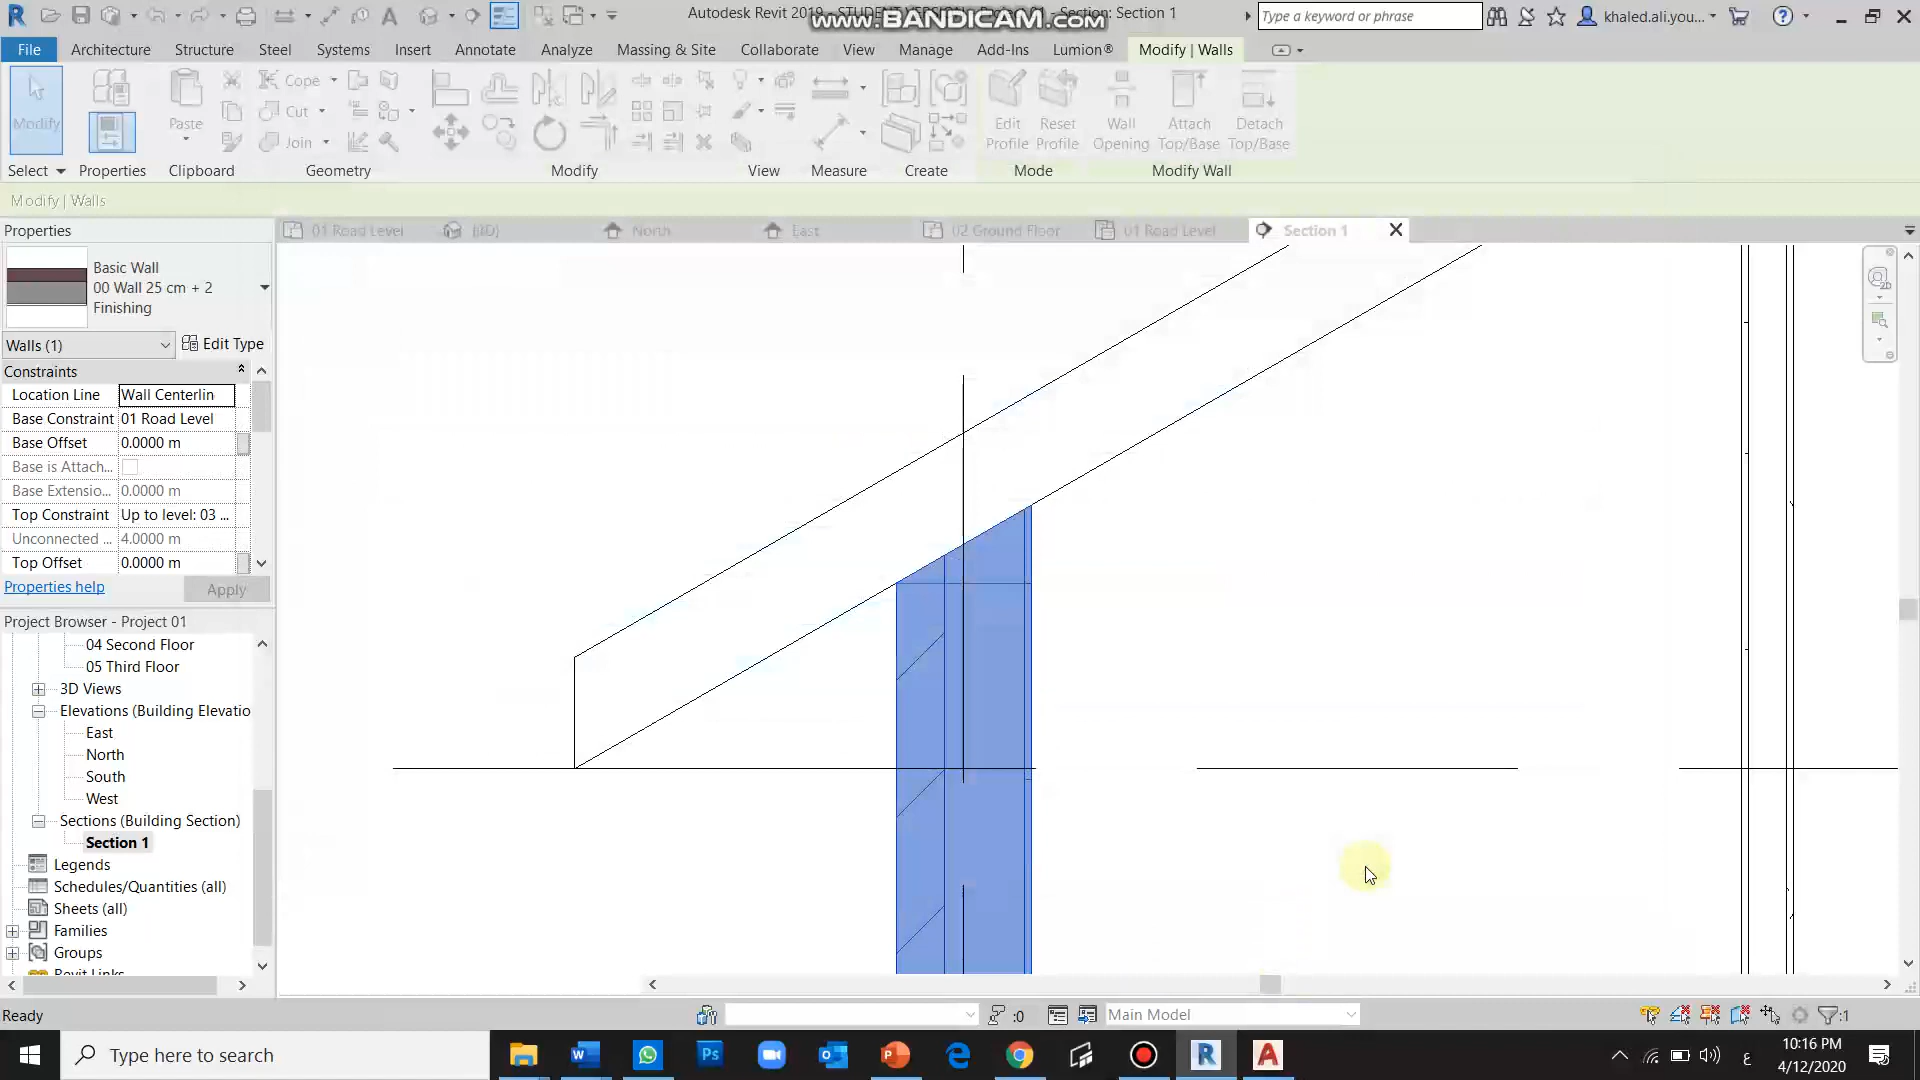 Autodesk Revit 2019 - STUDENT VERSION - Project 01 - Section: Section 1
www.BANDICAM.com
Type a keyword or phrase
khaled.ali.you...
File Architecture Structure Steel Systems Insert Annotate Analyze Massing & Site Collaborate View Manage Add-Ins Lumion® Modify | Walls
Modify
Paste
Cope
Cut
Join
Edit Profile
Reset Profile
Wall Opening
Attach Top/Base
Detach Top/Base
Select Properties Clipboard Geometry Modify View Measure Create Mode Modify Wall
Modify | Walls
Properties
01 Road Level
{3D}
North
East
02 Ground Floor
01 Road Level
Section 1
Basic Wall
00 Wall 25 cm + 2
Finishing
Walls (1)
Edit Type
Constraints
Location Line Wall Centerlin
Base Constraint 01 Road Level
Base Offset 0.0000 m
Base is Attach...
Base Extensio... 0.0000 m
Top Constraint Up to level: 03 ...
Unconnected ... 4.0000 m
Top Offset 0.0000 m
Properties help
Apply
Project Browser - Project 01
04 Second Floor
05 Third Floor
3D Views
Elevations (Building Elevatio
East
North
South
West
Sections (Building Section)
Section 1
Legends
Schedules/Quantities (all)
Sheets (all)
Families
Groups
Revit Links
2D
Ready
:0
Main Model
:1
Type here to search
ع
10:16 PM
4/12/2020